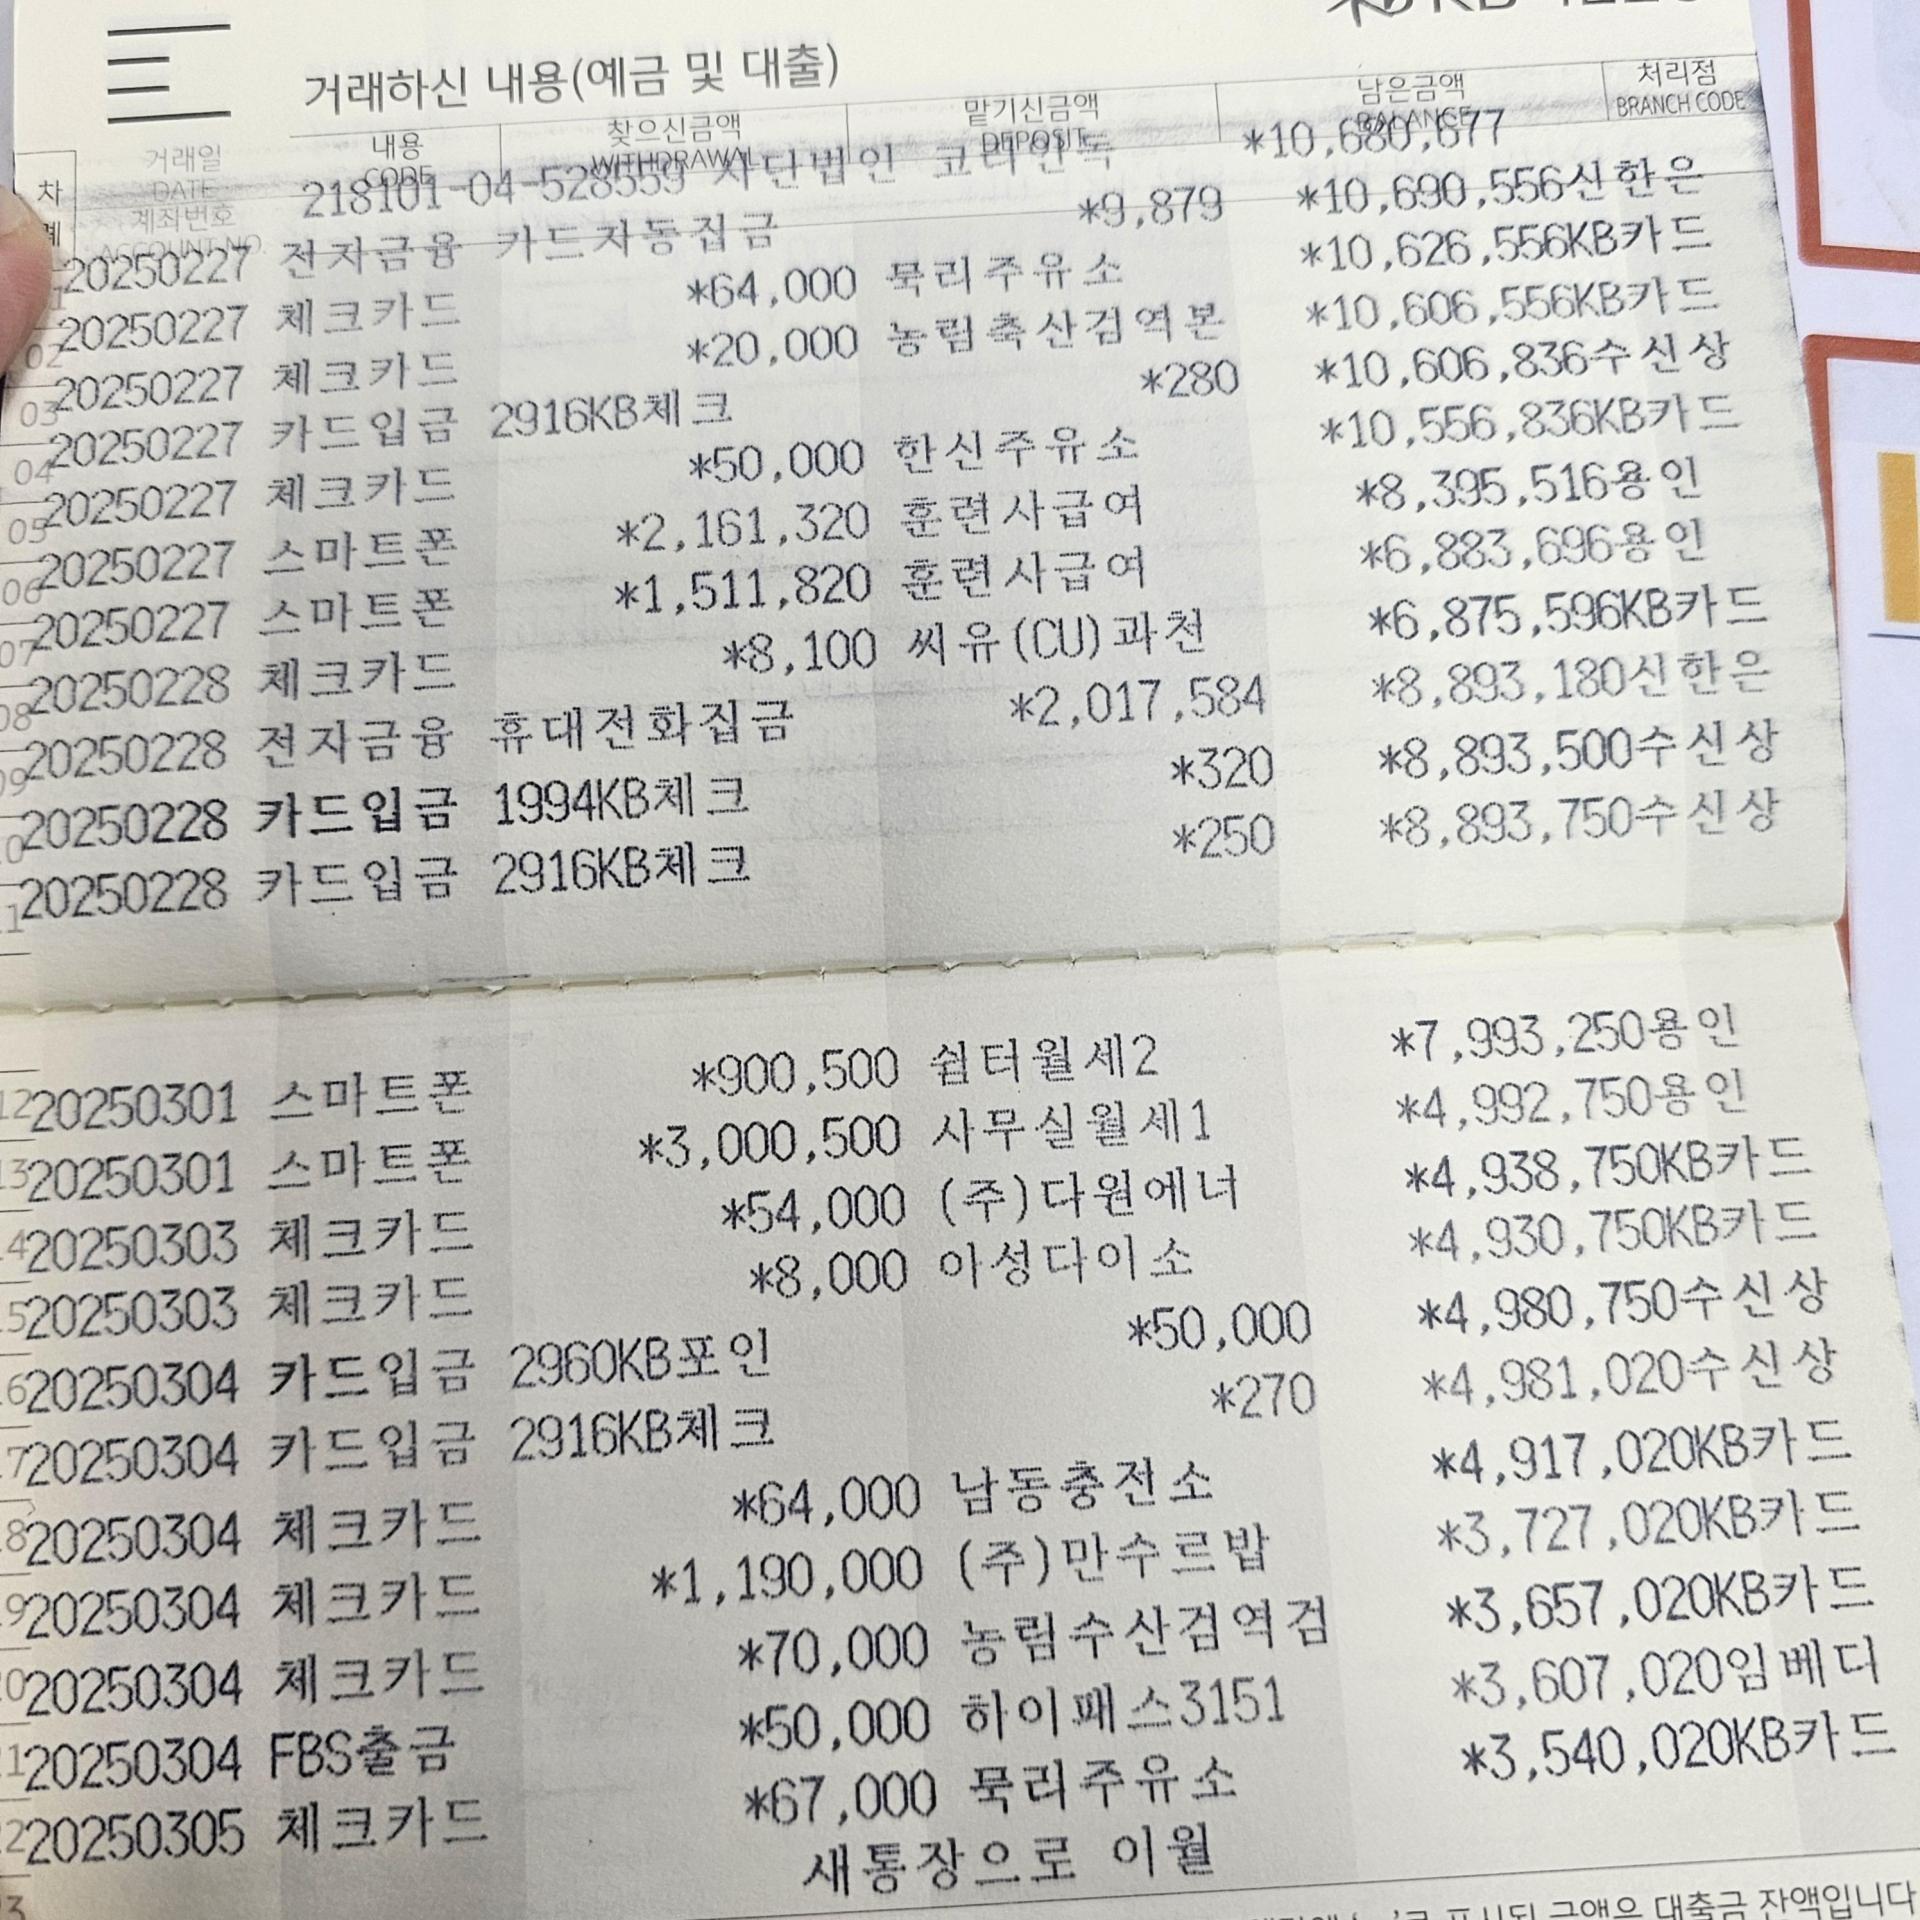 거래하신 내용(예금 및 대출)
거래일 내용 찾으신금액 맡기신금액 남은금액 처리점
DATE CODE WITHDRAWAL DEPOSIT BALANCE BRANCH CODE
계좌번호
ACCOUNT NO.
차
218101-04-528559 사단법인 코리안독 *10,680,677
20250227 전자금융 카드자동집금 *9,879 *10,690,556신한은
20250227 체크카드 *64,000 묵리주유소 *10,626,556KB카드
20250227 체크카드 *20,000 농림축산검역본 *10,606,556KB카드
20250227 카드입금 2916KB체크 *280 *10,606,836수신상
20250227 체크카드 *50,000 한신주유소 *10,556,836KB카드
20250227 스마트폰 *2,161,320 훈련사급여 *8,395,516용인
20250227 스마트폰 *1,511,820 훈련사급여 *6,883,696용인
20250228 체크카드 *8,100 씨유(CU)과천 *6,875,596KB카드
20250228 전자금융 휴대전화집금 *2,017,584 *8,893,180신한은
20250228 카드입금 1994KB체크 *320 *8,893,500수신상
20250228 카드입금 2916KB체크 *250 *8,893,750수신상
20250301 스마트폰 *900,500 쉼터월세2 *7,993,250용인
20250301 스마트폰 *3,000,500 사무실월세1 *4,992,750용인
20250303 체크카드 *54,000 (주)다원에너 *4,938,750KB카드
20250303 체크카드 *8,000 아성다이소 *4,930,750KB카드
20250304 카드입금 2960KB포인 *50,000 *4,980,750수신상
20250304 카드입금 2916KB체크 *270 *4,981,020수신상
20250304 체크카드 *64,000 남동충전소 *4,917,020KB카드
20250304 체크카드 *1,190,000 (주)만수르밥 *3,727,020KB카드
20250304 체크카드 *70,000 농림수산검역검 *3,657,020KB카드
20250304 FBS출금 *50,000 하이패스3151 *3,607,020임베디
20250305 체크카드 *67,000 묵리주유소 *3,540,020KB카드
새통장으로 이월
표시된 금액은 대출금 잔액입니다